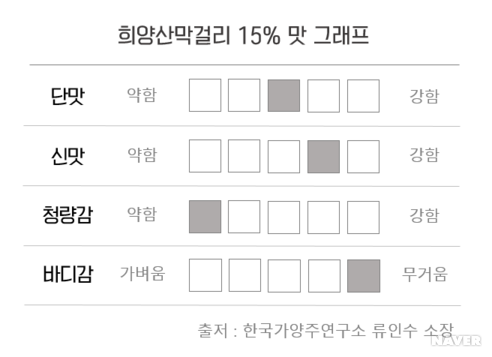 희양산막걸리 15% 맛 그래프
단맛 약함 강함
신맛 약함 강함
청량감 약함 강함
바디감 가벼움 무거움
출처 : 한국가양주연구소 류인수 소장
NAVER